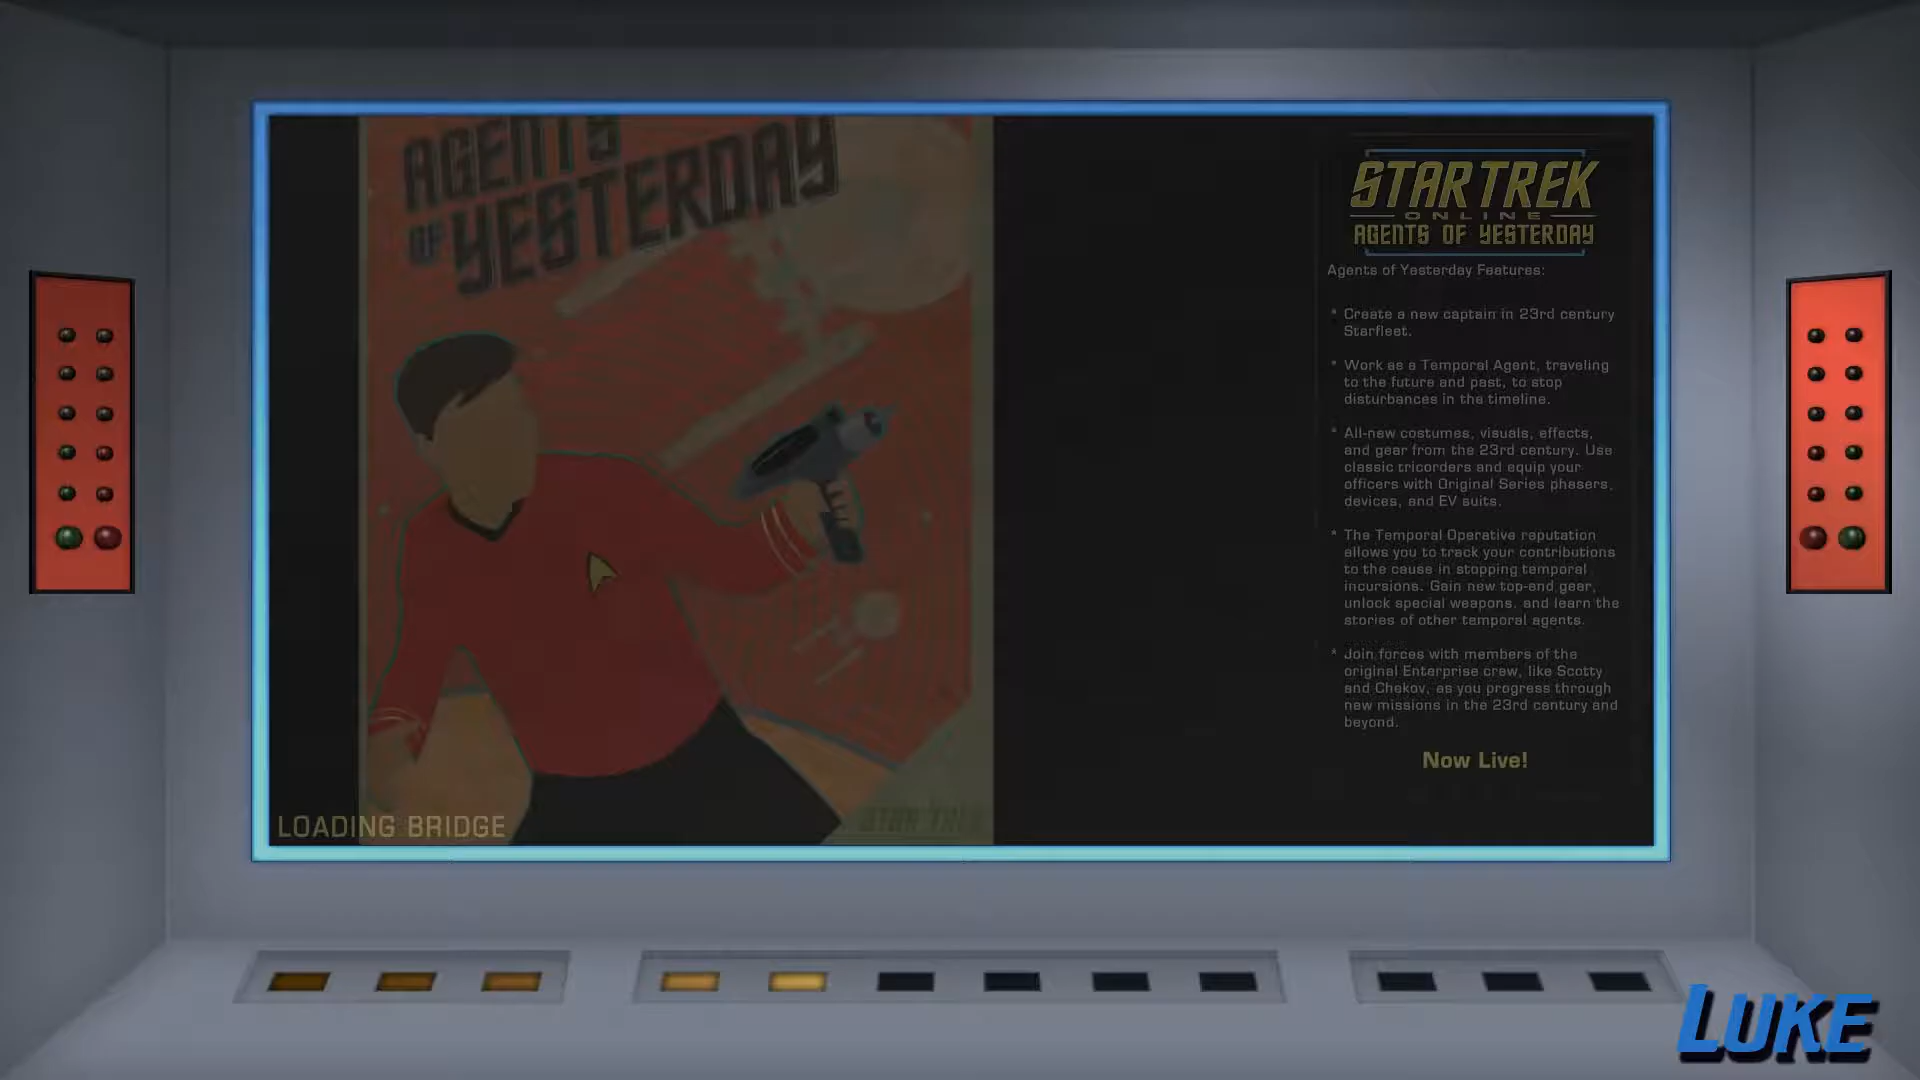 AGENTS
OF YESTERDAY
STAR TREK
ONLINE
AGENTS OF YESTERDAY
Agents of Yesterday Features:
* Create a new captain in 23rd century
Starfleet.
* Work as a Temporal Agent, traveling
to the future and past, to stop
disturbances in the timeline.
* All-new costumes, visuals, effects,
and gear from the 23rd century. Use
classic tricorders and equip your
officers with Original Series phasers,
devices, and EV suits.
* The Temporal Operative reputation
allows you to track your contributions
to the cause in stopping temporal
incursions. Gain new top-end gear,
unlock special weapons, and learn the
stories of other temporal agents.
* Join forces with members of the
original Enterprise crew, like Scotty
and Chekov, as you progress through
new missions in the 23rd century and
beyond.
Now Live!
STAR TREK
LOADING BRIDGE
LUKE